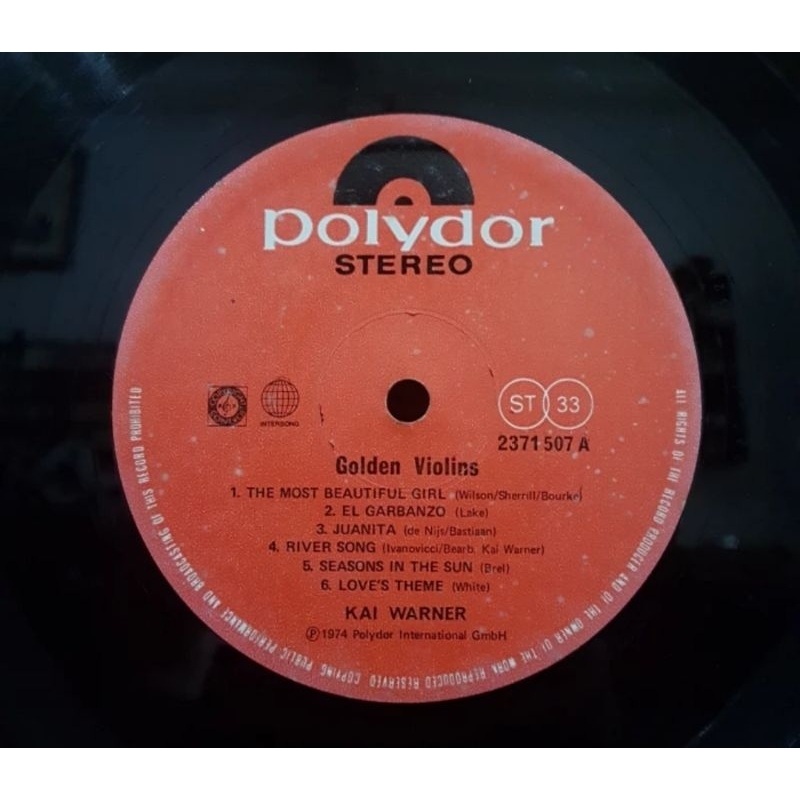 polydor
STEREO
INTERSONG
ST 33
2371 507 A
Golden Violins
1. THE MOST BEAUTIFUL GIRL (Wilson/Sherrill/Bourke)
2. EL GARBANZO (Lake)
3. JUANITA (de Nijs/Bastiaan)
4. RIVER SONG (Ivanovicci/Bearb. Kai Warner)
5. SEASONS IN THE SUN (Brel)
6. LOVE'S THEME (White)
KAI WARNER
Ⓟ1974 Polydor International GmbH
ALL RIGHTS OF THE RECORD PRODUCER AND OF THE OWNER OF THE WORK REPRODUCED RESERVED COPYING, PUBLIC PERFORMANCE AND BROADCASTING OF THIS RECORD PROHIBITED